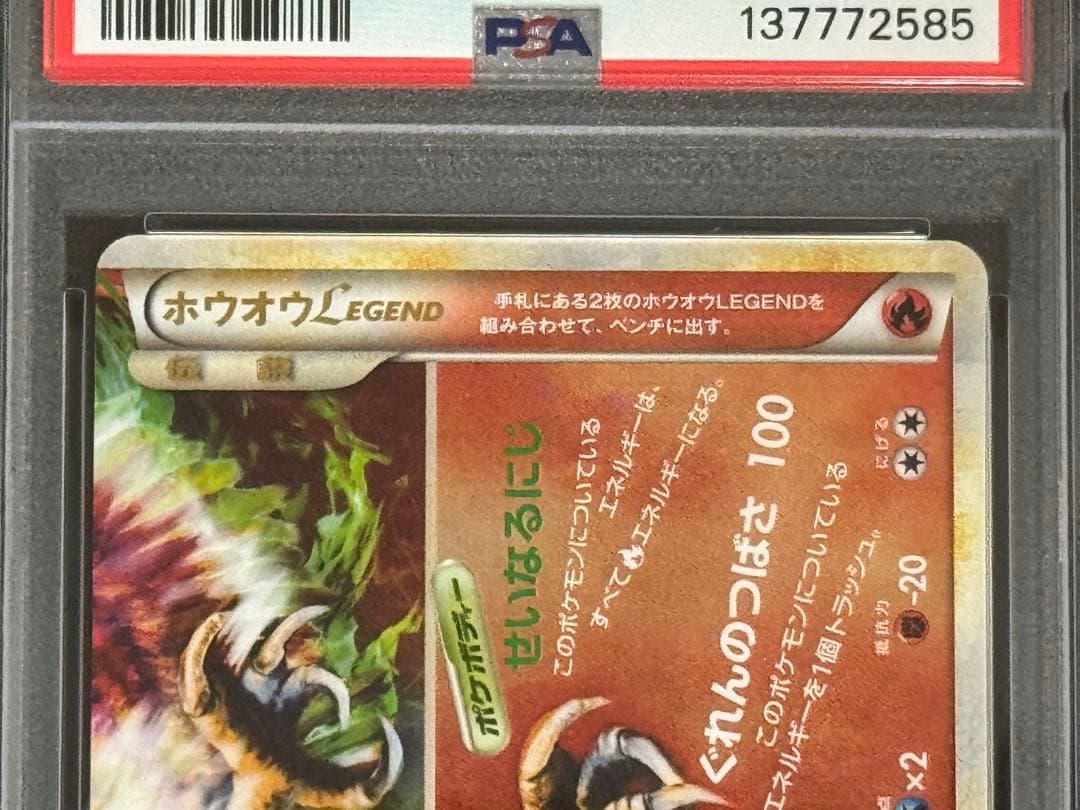 PSA
137772585
ホウオウLEGEND
手札にある2枚のホウオウLEGENDを
組み合わせて、ベンチに出す。
伝説
ポケボディー
せいなるにじ
このポケモンについている
エネルギーは、
すべてエネルギーになる。
ぐれんのつばさ 100
このポケモンについている
エネルギーを1個トラッシュ。
にげる
抵抗力
-20
×2